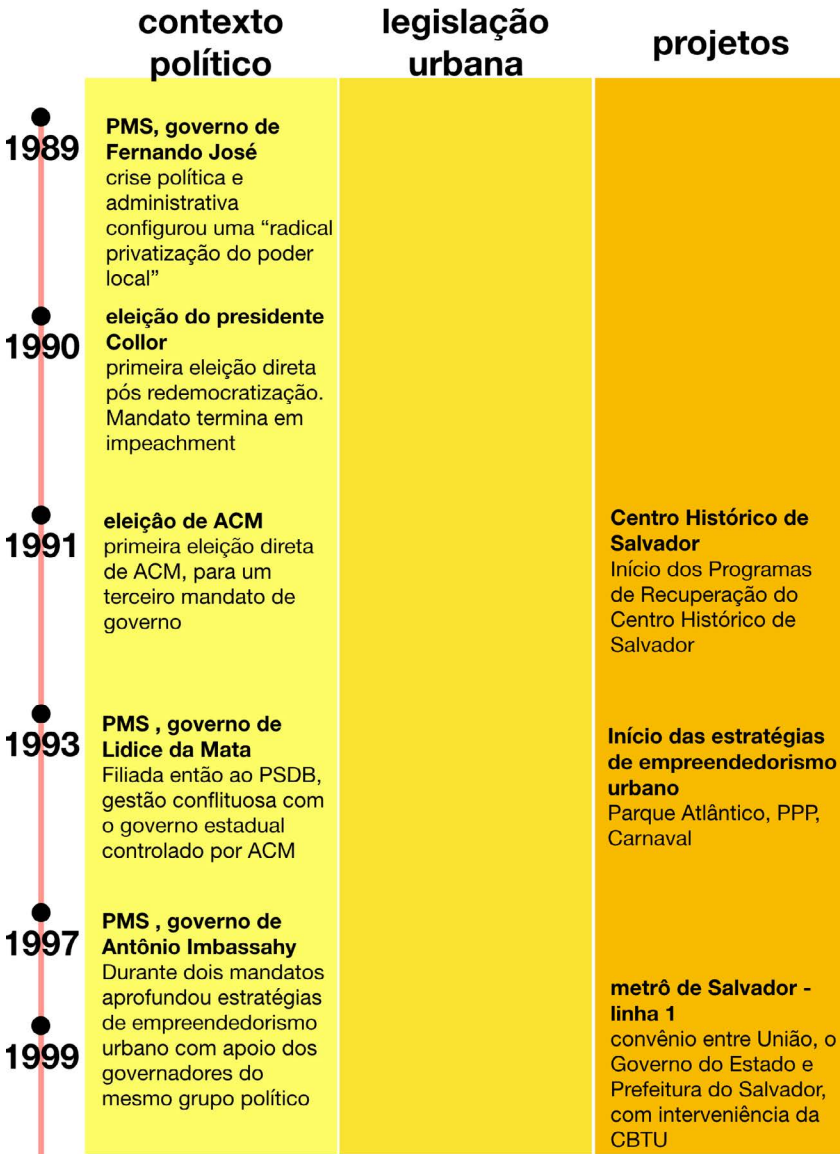 contexto
político
legislação
urbana
projetos
1989
PMS, governo de
Fernando José
crise política e
administrativa
configurou uma “radical
privatização do poder
local”
1990
eleição do presidente
Collor
primeira eleição direta
pós redemocratização.
Mandato termina em
impeachment
1991
eleiçâo de ACM
primeira eleição direta
de ACM, para um
terceiro mandato de
governo
Centro Histórico de
Salvador
Início dos Programas
de Recuperação do
Centro Histórico de
Salvador
1993
PMS , governo de
Lidice da Mata
Filiada então ao PSDB,
gestão conflituosa com
o governo estadual
controlado por ACM
Início das estratégias
de empreendedorismo
urbano
Parque Atlântico, PPP,
Carnaval
1997
PMS , governo de
Antônio Imbassahy
Durante dois mandatos
aprofundou estratégias
de empreendedorismo
urbano com apoio dos
governadores do
mesmo grupo político
1999
metrô de Salvador -
linha 1
convênio entre União, o
Governo do Estado e
Prefeitura do Salvador,
com interveniência da
CBTU